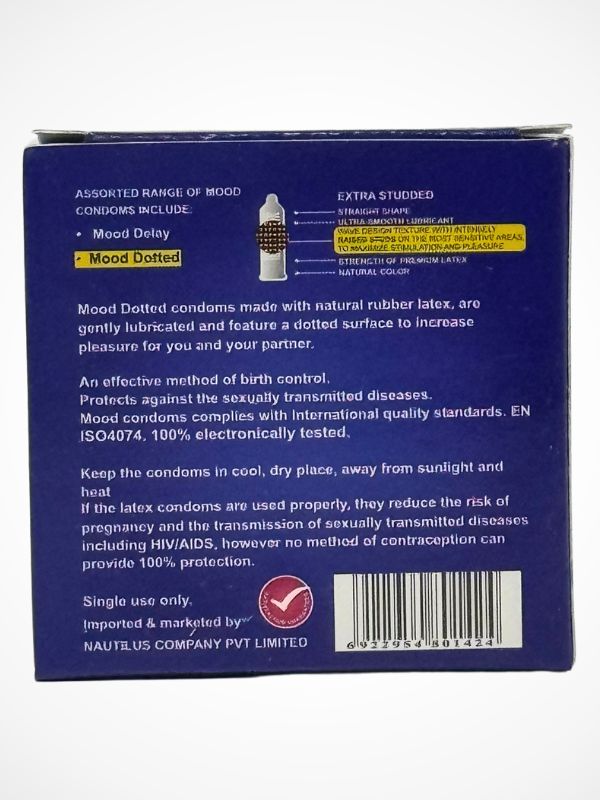 ASSORTED RANGE OF MOOD
CONDOMS INCLUDE
• Mood Delay
• Mood Dotted
EXTRA STUDDED
STRAIGHT SHAPE
ULTRA-SMOOTH LUBRICANT
WAVE DESIGN TEXTURE WITH INTENSELY
RAISED STUDS ON THE MOST SENSITIVE AREAS,
TO MAXIMIZE STIMULATION AND PLEASURE
STRENGTH OF PREMIUM LATEX
NATURAL COLOR
Mood Dotted condoms made with natural rubber latex, are
gently lubricated and feature a dotted surface to increase
pleasure for you and your partner.
An effective method of birth control.
Protects against the sexually transmitted diseases.
Mood condoms complies with International quality standards. EN
ISO4074, 100% electronically tested.
Keep the condoms in cool, dry place, away from sunlight and
heat
If the latex condoms are used properly, they reduce the risk of
pregnancy and the transmission of sexually transmitted diseases
including HIV/AIDS, however no method of contraception can
provide 100% protection.
Single use only.
Imported & marketed by
NAUTILUS COMPANY PVT LIMITED
6 922954 801424